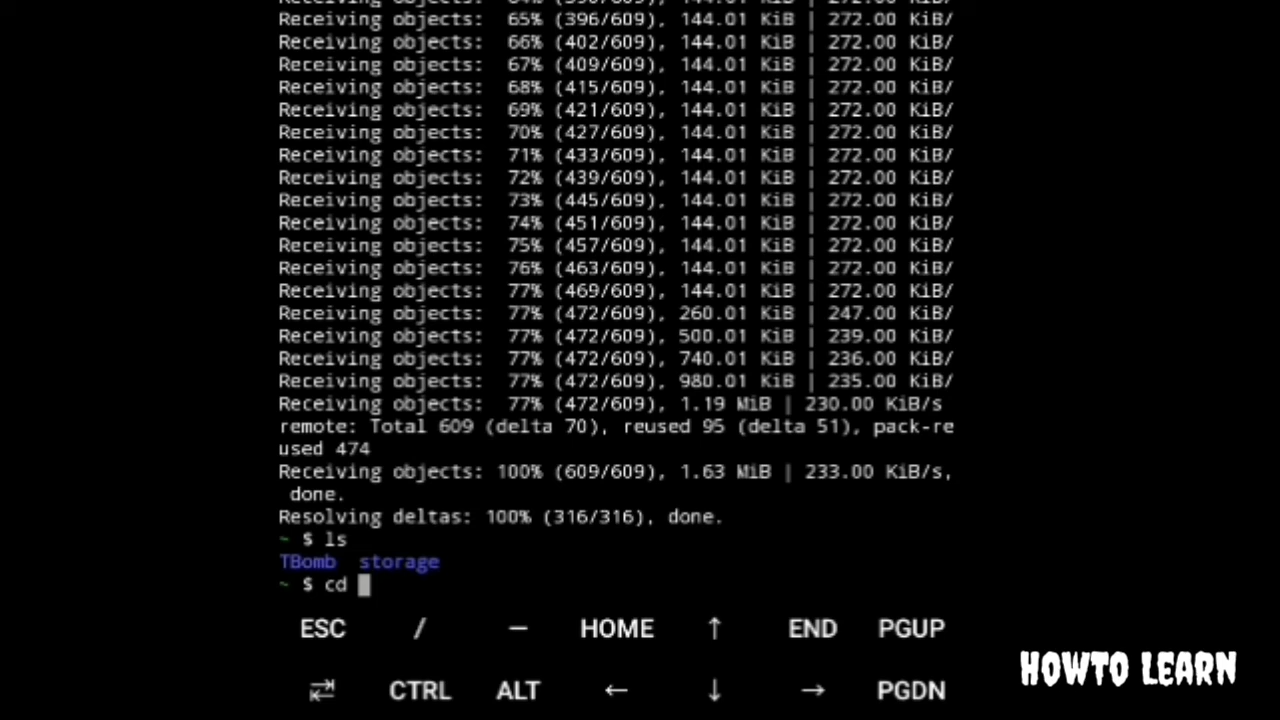 Receiving objects: 65% (396/609), 144.01 KiB | 272.00 KiB/
Receiving objects: 66% (402/609), 144.01 KiB | 272.00 KiB/
Receiving objects: 67% (409/609), 144.01 KiB | 272.00 KiB/
Receiving objects: 68% (415/609), 144.01 KiB | 272.00 KiB/
Receiving objects: 69% (421/609), 144.01 KiB | 272.00 KiB/
Receiving objects: 70% (427/609), 144.01 KiB | 272.00 KiB/
Receiving objects: 71% (433/609), 144.01 KiB | 272.00 KiB/
Receiving objects: 72% (439/609), 144.01 KiB | 272.00 KiB/
Receiving objects: 73% (445/609), 144.01 KiB | 272.00 KiB/
Receiving objects: 74% (451/609), 144.01 KiB | 272.00 KiB/
Receiving objects: 75% (457/609), 144.01 KiB | 272.00 KiB/
Receiving objects: 76% (463/609), 144.01 KiB | 272.00 KiB/
Receiving objects: 77% (469/609), 144.01 KiB | 272.00 KiB/
Receiving objects: 77% (472/609), 260.01 KiB | 247.00 KiB/
Receiving objects: 77% (472/609), 500.01 KiB | 239.00 KiB/
Receiving objects: 77% (472/609), 740.01 KiB | 236.00 KiB/
Receiving objects: 77% (472/609), 980.01 KiB | 235.00 KiB/
Receiving objects: 77% (472/609), 1.19 MiB | 230.00 KiB/s
remote: Total 609 (delta 70), reused 95 (delta 51), pack-re
used 474
Receiving objects: 100% (609/609), 1.63 MiB | 233.00 KiB/s,
done.
Resolving deltas: 100% (316/316), done.
~ $ ls
TBomb storage
~ $ cd
ESC / — HOME ↑ END PGUP
CTRL ALT ← ↓ → PGDN
HOWTO LEARN